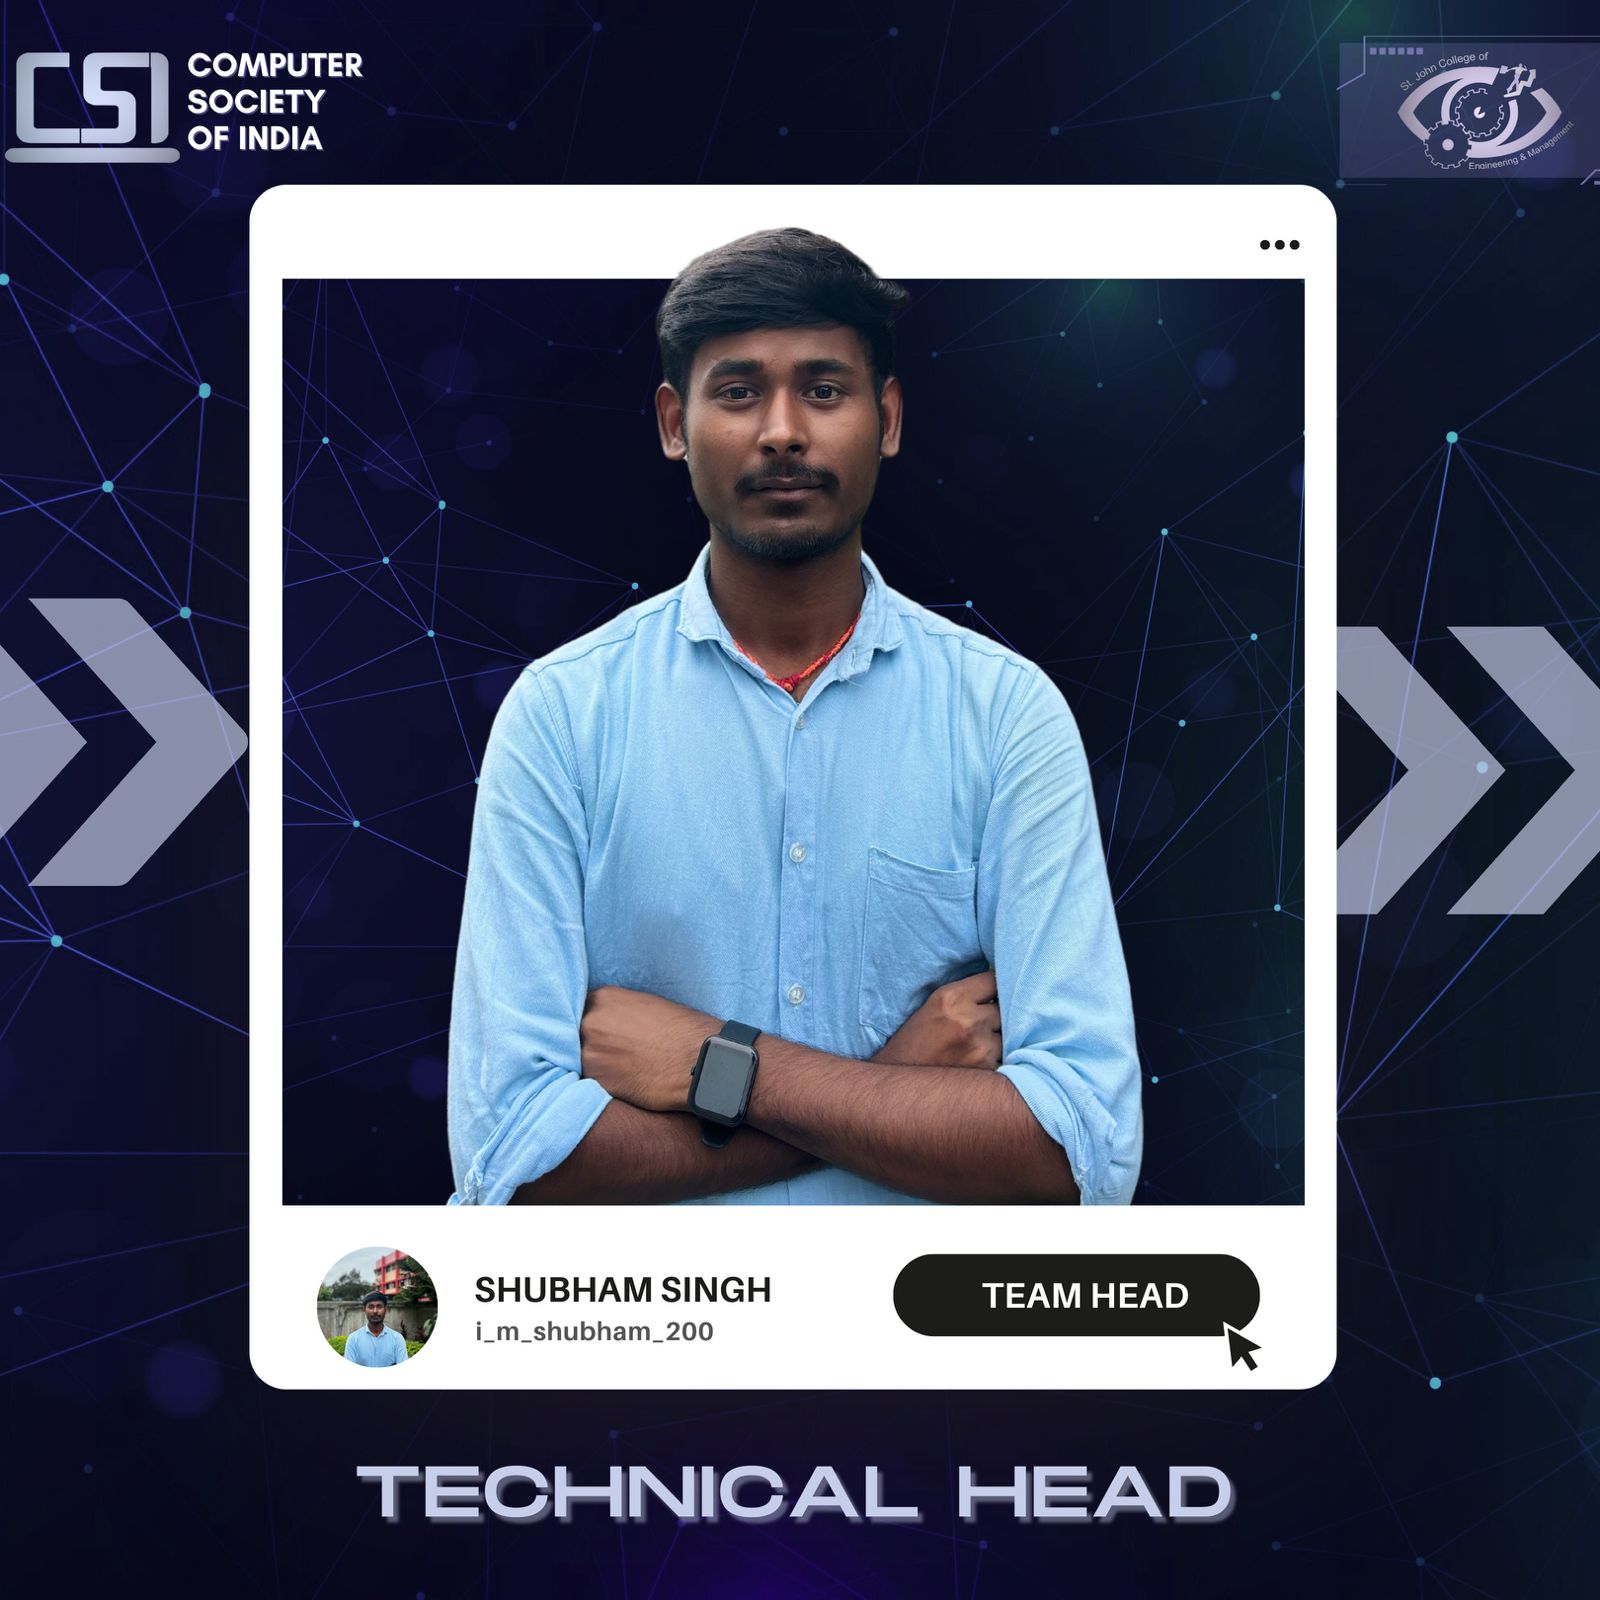 CSI
COMPUTER
SOCIETY
OF INDIA
St. John College of
Engineering & Management
SHUBHAM SINGH
i_m_shubham_200
TEAM HEAD
TECHNICAL HEAD